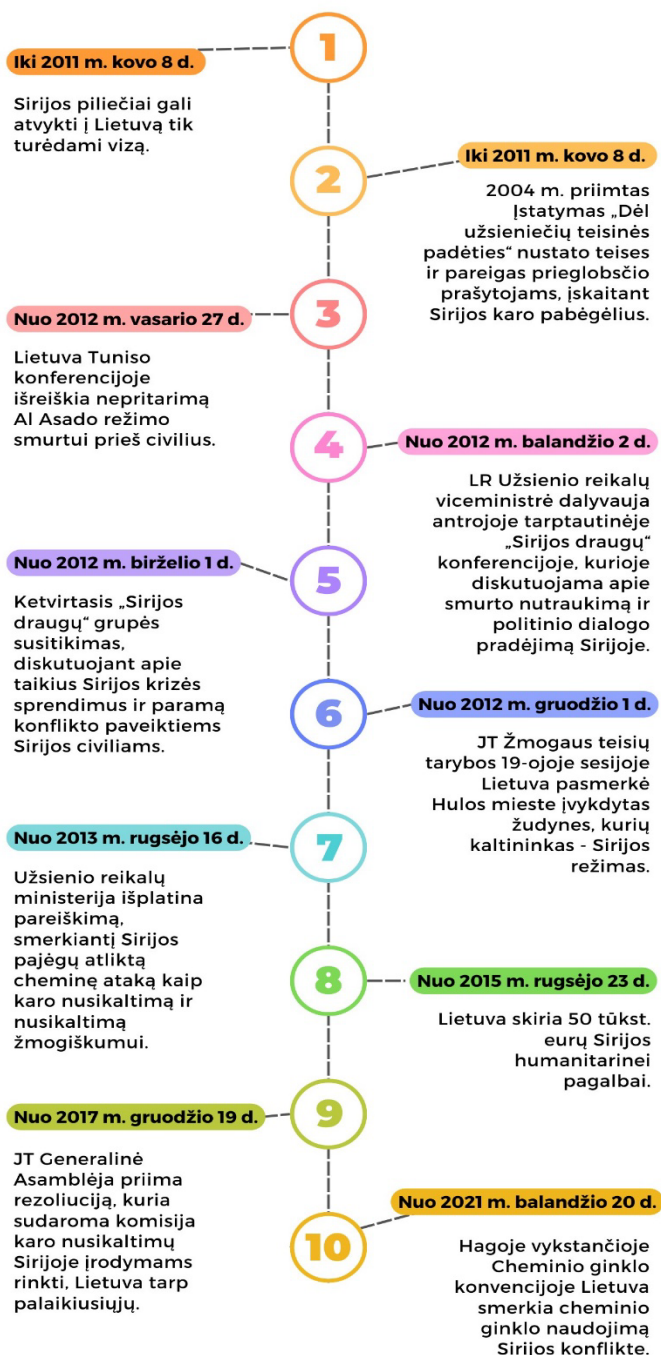 1
Iki 2011 m. kovo 8 d.
Sirijos piliečiai gali
atvykti į Lietuvą tik
turėdami vizą.
2
Iki 2011 m. kovo 8 d.
2004 m. priimtas
Įstatymas „Dėl
užsieniečių teisinės
padėties“ nustato teises
ir pareigas prieglobsčio
prašytojams, įskaitant
Sirijos karo pabėgėlius.
3
Nuo 2012 m. vasario 27 d.
Lietuva Tuniso
konferencijoje
išreiškia nepritarimą
Al Asado režimo
smurtui prieš civilius.
4
Nuo 2012 m. balandžio 2 d.
LR Užsienio reikalų
viceministrė dalyvauja
antrojoje tarptautinėje
„Sirijos draugų“
konferencijoje, kurioje
diskutuojama apie
smurto nutraukimą ir
politinio dialogo
pradėjimą Sirijoje.
5
Nuo 2012 m. birželio 1 d.
Ketvirtasis „Sirijos
draugų“ grupės
susitikimas,
diskutuojant apie
taikius Sirijos krizės
sprendimus ir paramą
konflikto paveiktiems
Sirijos civiliams.
6
Nuo 2012 m. gruodžio 1 d.
JT Žmogaus teisių
tarybos 19-ojoje sesijoje
Lietuva pasmerkė
Hulos mieste įvykdytas
žudynes, kurių
kaltininkas - Sirijos
režimas.
7
Nuo 2013 m. rugsėjo 16 d.
Užsienio reikalų
ministerija išplatina
pareiškimą,
smerkiantį Sirijos
pajėgų atliktą
cheminę ataką kaip
karo nusikaltimą ir
nusikaltimą
žmogiškumui.
8
Nuo 2015 m. rugsėjo 23 d.
Lietuva skiria 50 tūkst.
eurų Sirijos
humanitarinei
pagalbai.
9
Nuo 2017 m. gruodžio 19 d.
JT Generalinė
Asamblėja priima
rezoliuciją, kuria
sudaroma komisija
karo nusikaltimų
Sirijoje įrodymams
rinkti, Lietuva tarp
palaikiusiųjų.
10
Nuo 2021 m. balandžio 20 d.
Hagoje vykstančioje
Cheminio ginklo
konvencijoje Lietuva
smerkia cheminio
ginklo naudojimą
Sirijos konflikte.